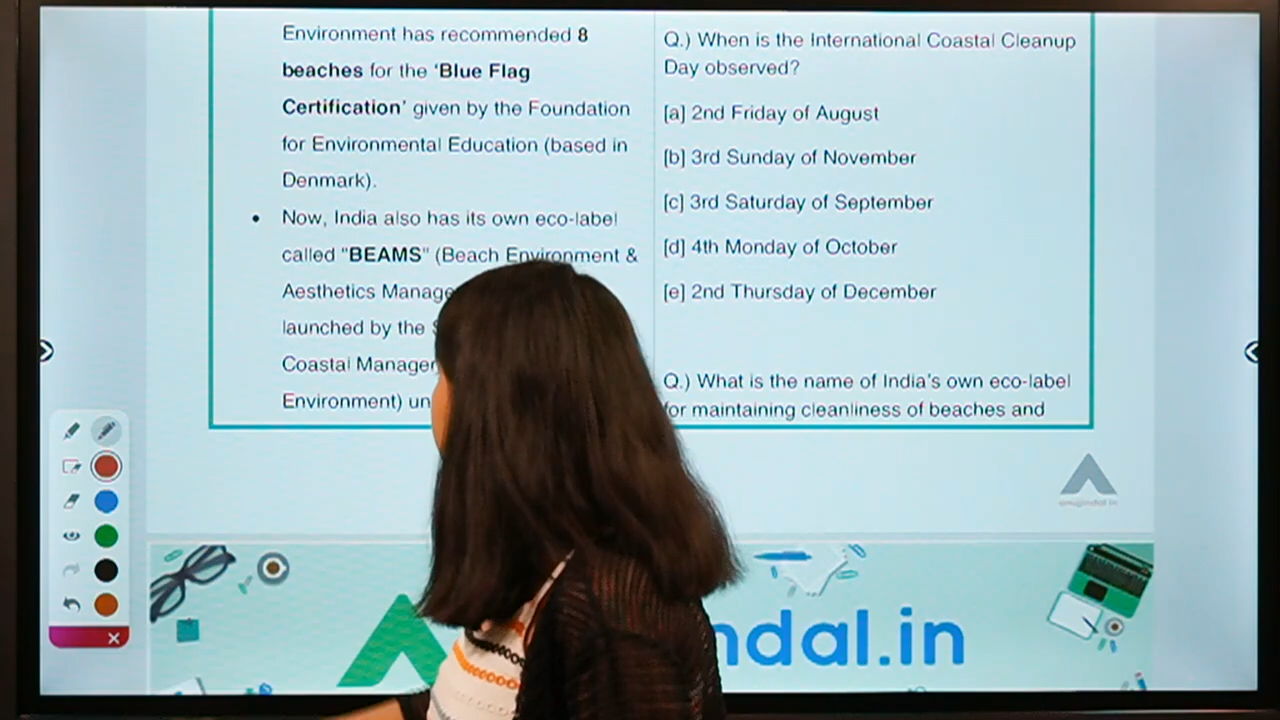 Environment has recommended 8
beaches for the ‘Blue Flag
Certification’ given by the Foundation
for Environmental Education (based in
Denmark).
• Now, India also has its own eco-label
called "BEAMS" (Beach Environment &
Aesthetics
launched by the
Coastal
Environment)
Q.) When is the International Coastal Cleanup
Day observed?
[a] 2nd Friday of August
[b] 3rd Sunday of November
[c] 3rd Saturday of September
[d] 4th Monday of October
[e] 2nd Thursday of December
Q.) What is the name of India's own eco-label
for maintaining cleanliness of beaches and
anujjindal.in
ndal.in